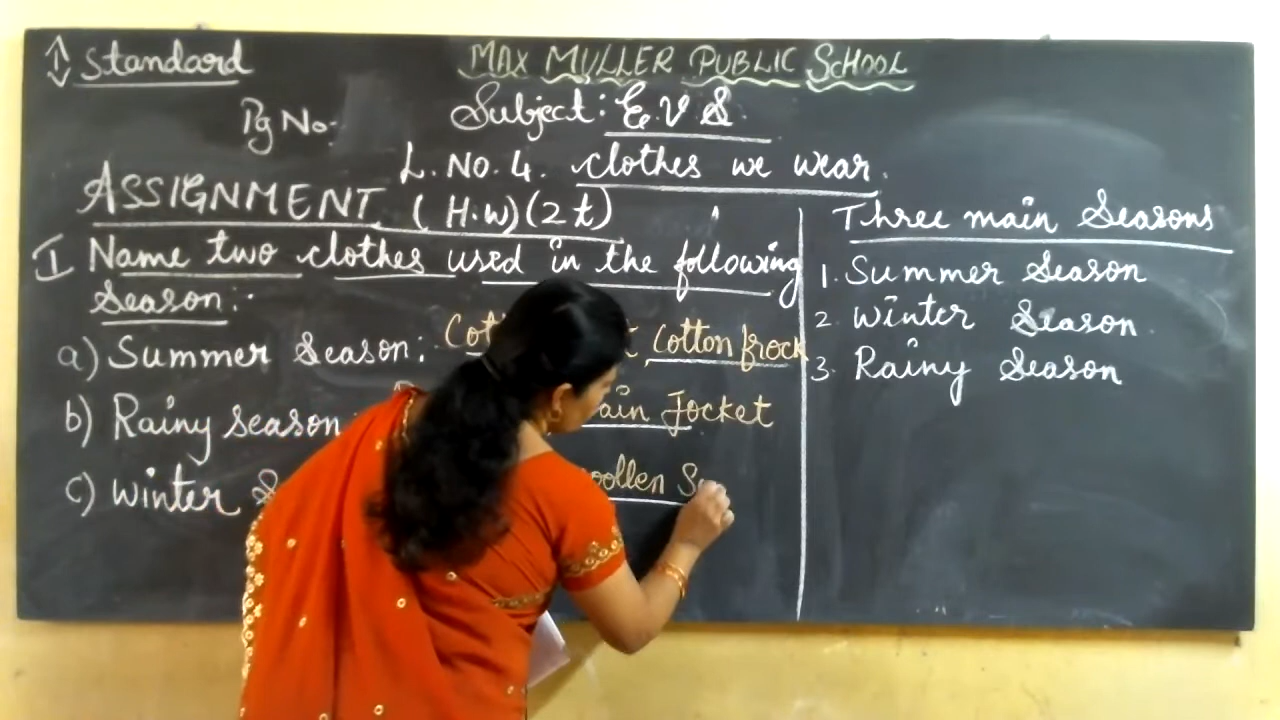 Standard
MAX MULLER PUBLIC SCHOOL
Pg No:-
Subject: E.V.S.
L. No. 4. clothes we wear.
ASSIGNMENT (H.W) (2t)
I Name two clothes used in the following
Season:-
a) Summer Season: Cotton frock
b) Rainy season: Jocket
c) Winter
Three main Seasons
1. Summer Season
2. Winter Season.
3. Rainy Season